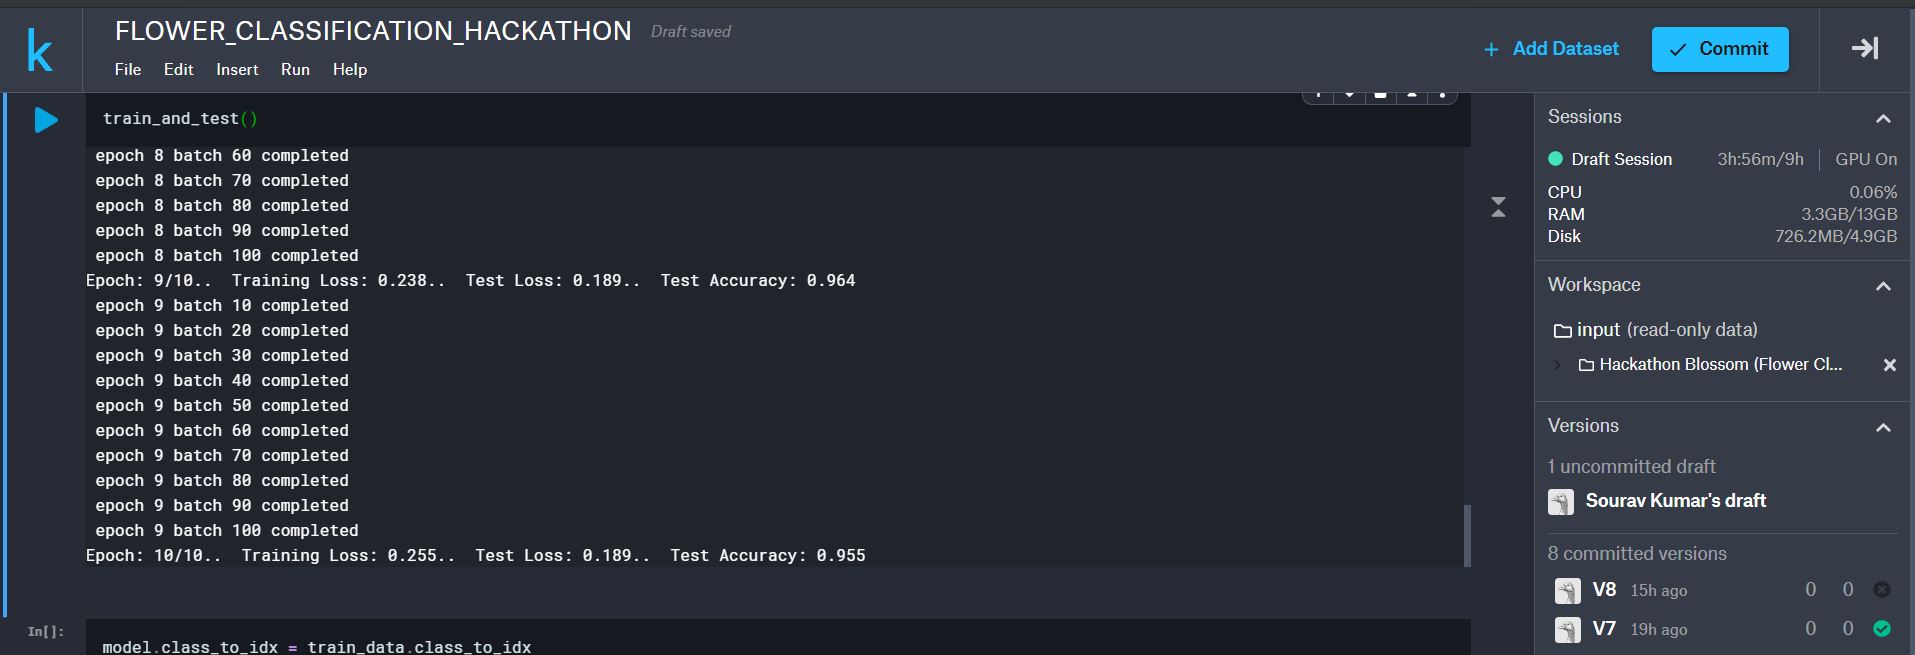 k
FLOWER_CLASSIFICATION_HACKATHON Draft saved
File Edit Insert Run Help
+ Add Dataset
Commit
train_and_test()
epoch 8 batch 60 completed
epoch 8 batch 70 completed
epoch 8 batch 80 completed
epoch 8 batch 90 completed
epoch 8 batch 100 completed
Epoch: 9/10.. Training Loss: 0.238.. Test Loss: 0.189.. Test Accuracy: 0.964
epoch 9 batch 10 completed
epoch 9 batch 20 completed
epoch 9 batch 30 completed
epoch 9 batch 40 completed
epoch 9 batch 50 completed
epoch 9 batch 60 completed
epoch 9 batch 70 completed
epoch 9 batch 80 completed
epoch 9 batch 90 completed
epoch 9 batch 100 completed
Epoch: 10/10.. Training Loss: 0.255.. Test Loss: 0.189.. Test Accuracy: 0.955
In[]:
model.class_to_idx = train_data.class_to_idx
Sessions
Draft Session 3h:56m/9h GPU On
CPU 0.06%
RAM 3.3GB/13GB
Disk 726.2MB/4.9GB
Workspace
input (read-only data)
Hackathon Blossom (Flower Cl...
Versions
1 uncommitted draft
Sourav Kumar's draft
8 committed versions
V8 15h ago 0 0
V7 19h ago 0 0